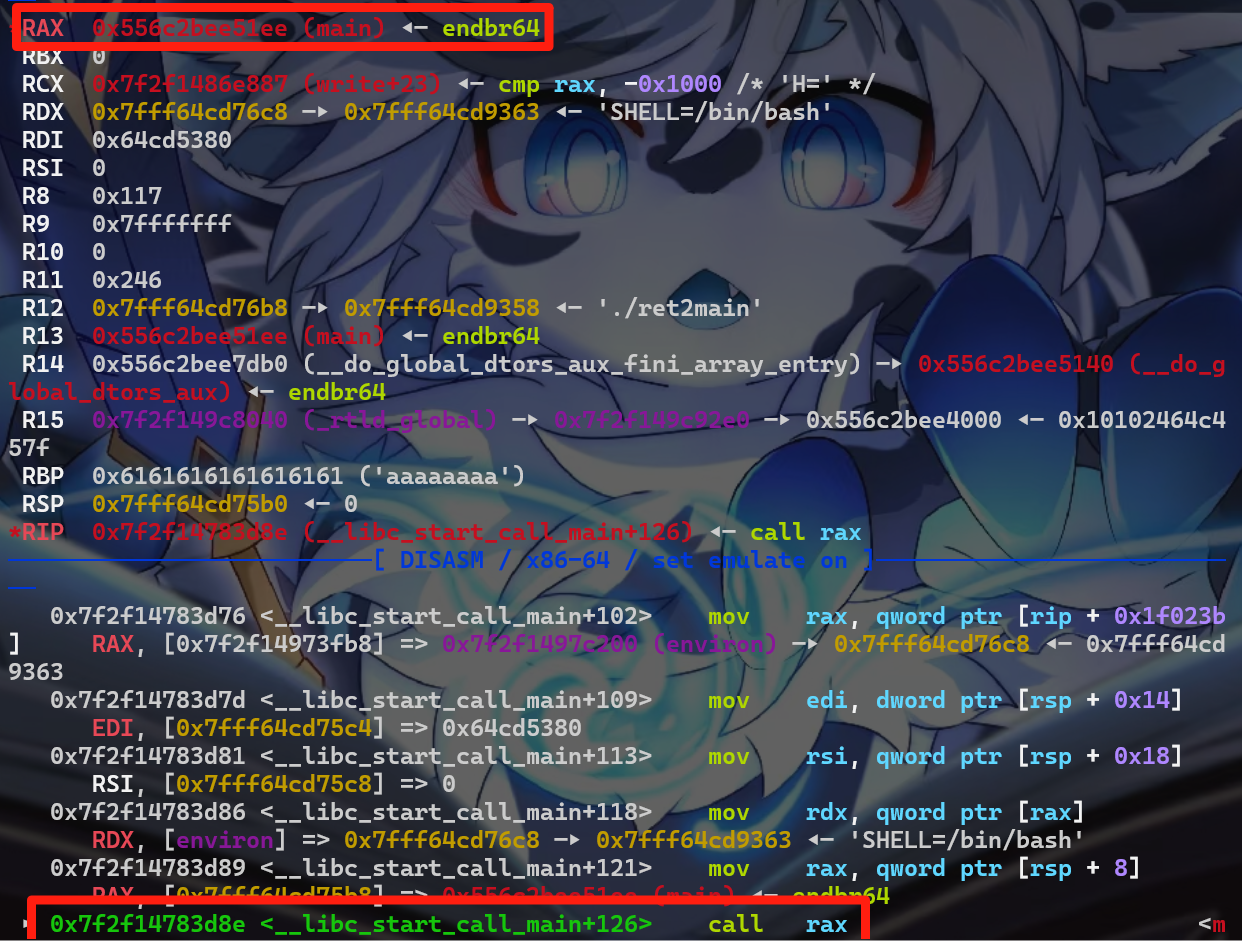 *RAX  0x556c2bee51ee (main) ◂— endbr64
RBX  0
RCX  0x7f2f1486e887 (write+23) ◂— cmp rax, -0x1000 /* 'H=' */
RDX  0x7fff64cd76c8 —▸ 0x7fff64cd9363 ◂— 'SHELL=/bin/bash'
RDI  0x64cd5380
RSI  0
R8   0x117
R9   0x7fffffff
R10  0
R11  0x246
R12  0x7fff64cd76b8 —▸ 0x7fff64cd9358 ◂— './ret2main'
R13  0x556c2bee51ee (main) ◂— endbr64
R14  0x556c2bee7db0 (__do_global_dtors_aux_fini_array_entry) —▸ 0x556c2bee5140 (__do_g
lobal_dtors_aux) ◂— endbr64
R15  0x7f2f149c8040 (_rtld_global) —▸ 0x7f2f149c92e0 —▸ 0x556c2bee4000 ◂— 0x10102464c4
57f
RBP  0x6161616161616161 ('aaaaaaaa')
RSP  0x7fff64cd75b0 ◂— 0
*RIP  0x7f2f14783d8e (__libc_start_call_main+126) ◂— call rax
[ DISASM / x86-64 / set emulate on ]
0x7f2f14783d76 <__libc_start_call_main+102>    mov    rax, qword ptr [rip + 0x1f023b
]     RAX, [0x7f2f14973fb8] => 0x7f2f1497c200 (environ) —▸ 0x7fff64cd76c8 ◂— 0x7fff64cd
9363
0x7f2f14783d7d <__libc_start_call_main+109>    mov    edi, dword ptr [rsp + 0x14]
EDI, [0x7fff64cd75c4] => 0x64cd5380
0x7f2f14783d81 <__libc_start_call_main+113>    mov    rsi, qword ptr [rsp + 0x18]
RSI, [0x7fff64cd75c8] => 0
0x7f2f14783d86 <__libc_start_call_main+118>    mov    rdx, qword ptr [rax]
RDX, [environ] => 0x7fff64cd76c8 —▸ 0x7fff64cd9363 ◂— 'SHELL=/bin/bash'
0x7f2f14783d89 <__libc_start_call_main+121>    mov    rax, qword ptr [rsp + 8]
RAX, [0x7fff64cd75b8] => 0x556c2bee51ee (main) ◂— endbr64
▸ 0x7f2f14783d8e <__libc_start_call_main+126>    call   rax    <m